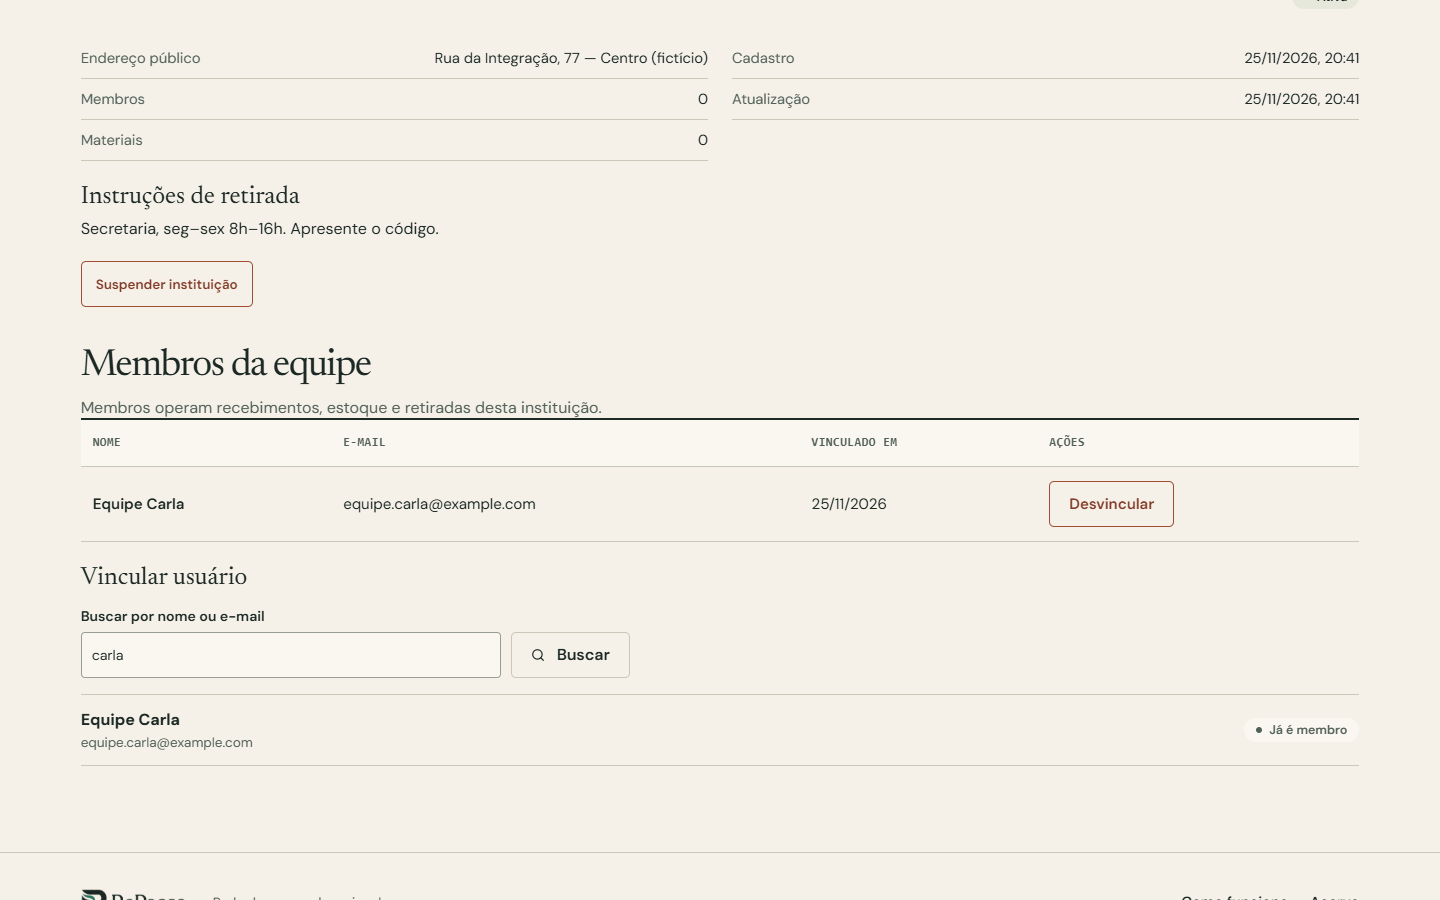 Endereço público Rua da Integração, 77 — Centro (fictício) Cadastro 25/11/2026, 20:41
Membros 0 Atualização 25/11/2026, 20:41
Materiais 0
Instruções de retirada
Secretaria, seg–sex 8h–16h. Apresente o código.
Suspender instituição
Membros da equipe
Membros operam recebimentos, estoque e retiradas desta instituição.
NOME E-MAIL VINCULADO EM AÇÕES
Equipe Carla equipe.carla@example.com 25/11/2026 Desvincular
Vincular usuário
Buscar por nome ou e-mail
carla Buscar
Equipe Carla
equipe.carla@example.com Já é membro
Como funciona Acervo